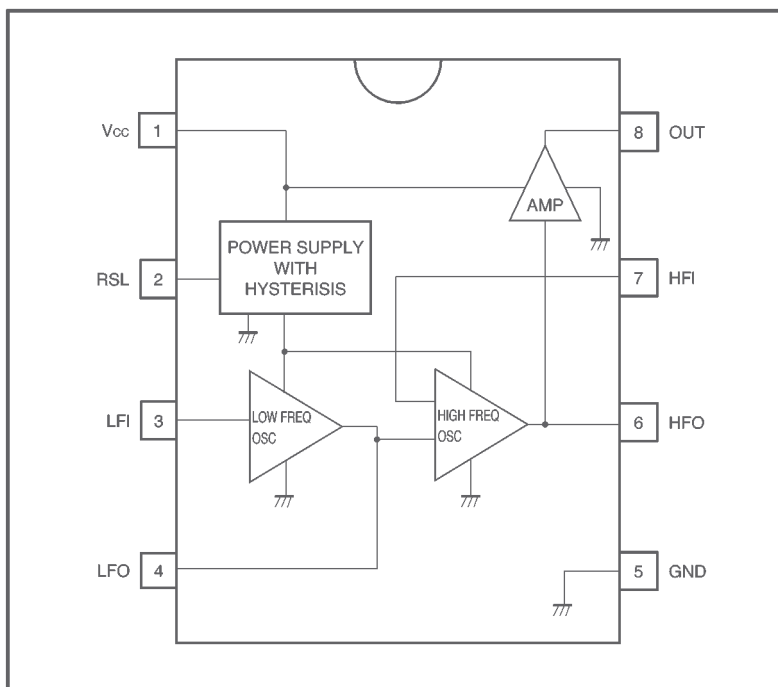 Vcc 1
8 OUT
AMP
POWER SUPPLY
WITH
HYSTERISIS
RSL 2
7 HFI
LFI 3
LOW FREQ
OSC
HIGH FREQ
OSC
6 HFO
LFO 4
5 GND